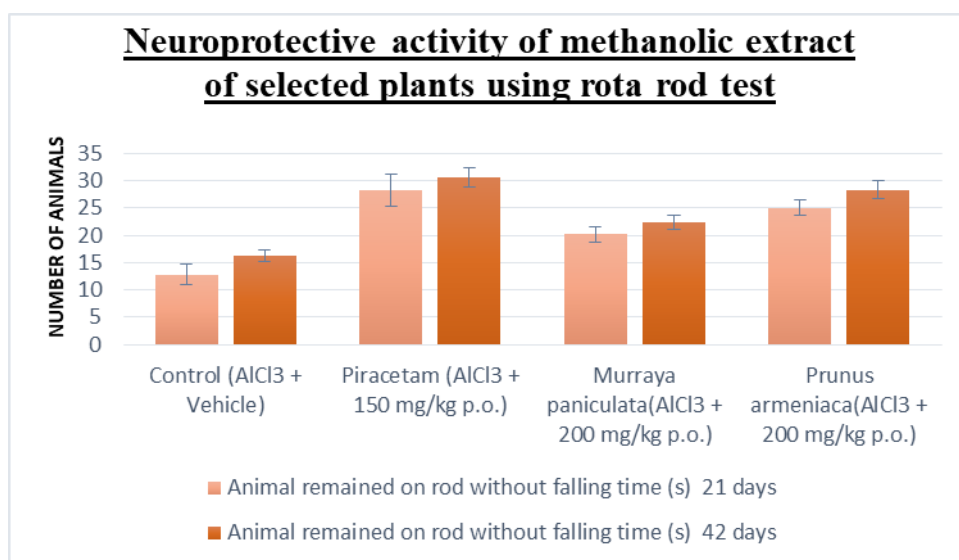 Neuroprotective activity of methanolic extract
of selected plants using rota rod test
NUMBER OF ANIMALS
35
30
25
20
15
10
5
0
Control (AlCl3 +
Vehicle)
Piracetam (AlCl3 +
150 mg/kg p.o.)
Murraya
paniculata(AlCl3 +
200 mg/kg p.o.)
Prunus
armeniaca(AlCl3 +
200 mg/kg p.o.)
Animal remained on rod without falling time (s) 21 days
Animal remained on rod without falling time (s) 42 days